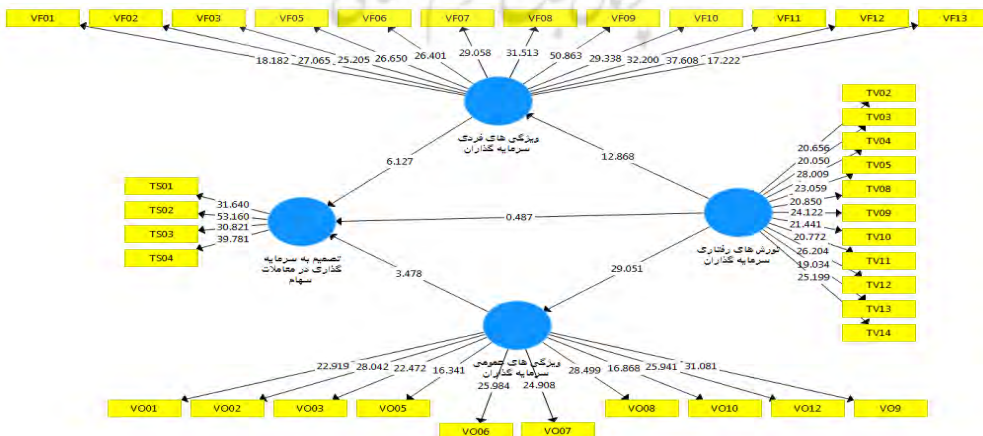 VF01 VF02 VF03 VF05 VF06 VF07 VF08 VF09 VF10 VF11 VF12 VF13
18.182 27.065 25.205 26.650 26.401 29.058 31.513 50.863 29.338 32.200 37.608 17.222
ویژگی های فردی
سرمایه گذاران
6.127
12.868
TS01
TS02
TS03
TS04
31.640
53.160
30.821
39.781
تصمیم به سرمایه
گذاری در معاملات
سهام
0.487
تورش های رفتاری
سرمایه گذاران
20.656
20.050
28.009
23.059
20.850
24.122
21.441
20.772
26.204
19.034
25.199
TV02
TV03
TV04
TV05
TV08
TV09
TV10
TV11
TV12
TV13
TV14
3.478
29.051
ویژگی های عمومی
سرمایه گذاران
22.919 28.042 22.472 16.341 25.984 24.908 28.499 16.868 25.941 31.081
VO01 VO02 VO03 VO05 VO08 VO10 VO12 VO9
VO06 VO07